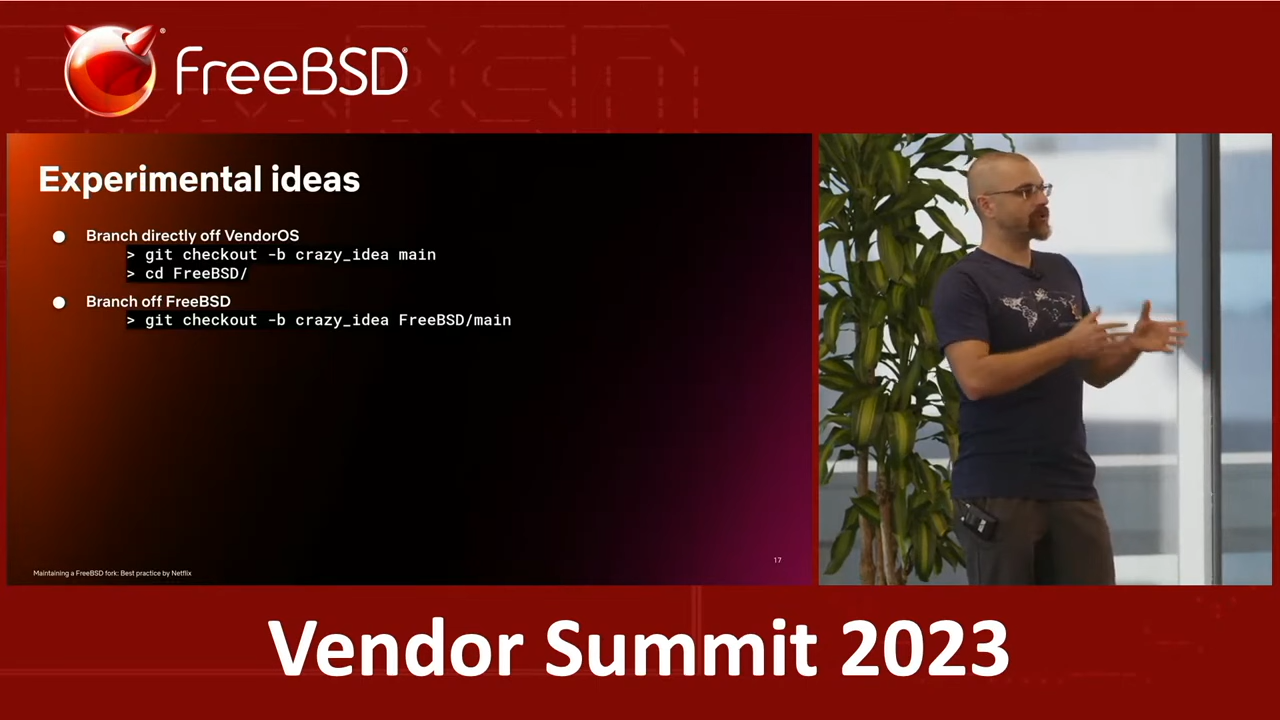 FreeBSD®
Experimental ideas
● Branch directly off VendorOS
> git checkout -b crazy_idea main
> cd FreeBSD/
● Branch off FreeBSD
> git checkout -b crazy_idea FreeBSD/main
17
Maintaining a FreeBSD fork: Best practice by Netflix
Vendor Summit 2023